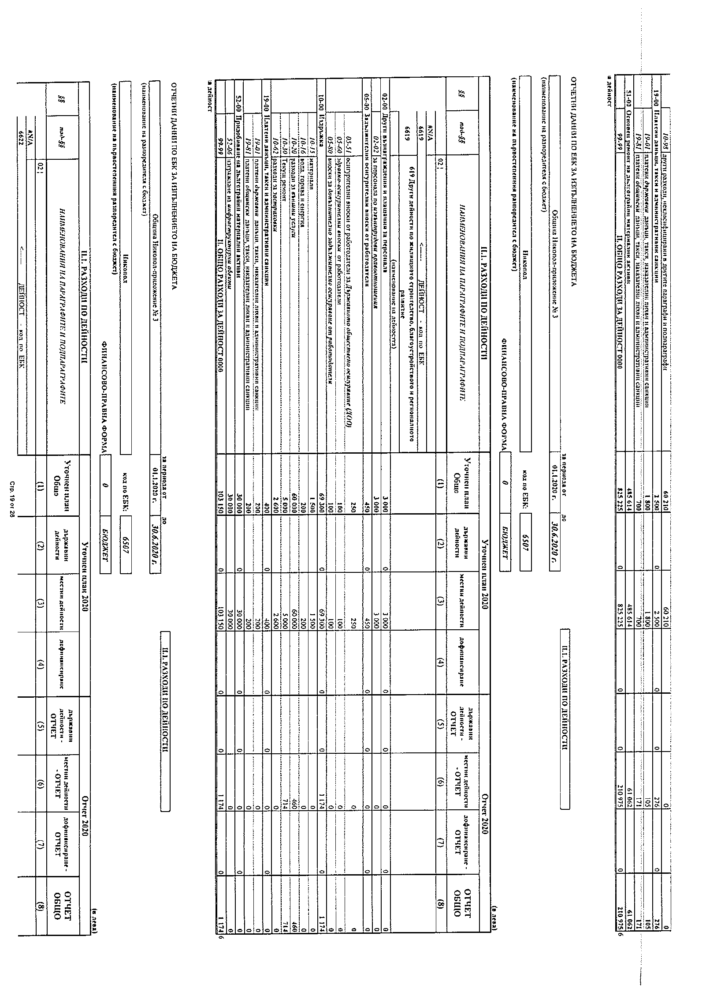 10-98 други разходи, некласифицирани в другите параграфи и подпараграфи 60 210 60 210 0 0
19-00 Платени данъци, такси и административни санкции 2 500 0 2 500 0 0 276 0 276
19-01 платени държавни данъци, такси, наказателни лихви и административни санкции 1 800 1 800 105 105
19-81 платени общински данъци, такси, наказателни лихви и административни санкции 700 700 171 171
51-00 Основен ремонт на дълготрайни материални активи 485 614 485 614 61 062 61 062
99-99 II. ОБЩО РАЗХОДИ ЗА ДЕЙНОСТ 0000 825 225 0 825 225 0 0 210 975 0 210 975 6
а дейност
II.1. РАЗХОДИ ПО ДЕЙНОСТИ
ОТЧЕТНИ ДАННИ ПО ЕБК ЗА ИЗПЪЛНЕНИЕТО НА БЮДЖЕТА
за периода от до
Община Никопол-приложение № 3 01.1.2020 г. 30.6.2020 г.
(наименование на разпоредителя с бюджет)
Никопол код по ЕБК: 6507
(наименование на първостепенния разпоредител с бюджет)
ФИНАНСОВО-ПРАВНА ФОРМА 0 БЮДЖЕТ
(в лева)
II.1. РАЗХОДИ ПО ДЕЙНОСТИ Уточнен план 2020 Отчет 2020
§§ под-§§ НАИМЕНОВАНИЯ НА ПАРАГРАФИТЕ И ПОДПАРАГРАФИТЕ Уточнен план Общо държавни дейности местни дейности дофинансиране държавни дейности - ОТЧЕТ местни дейности - ОТЧЕТ дофинансиране - ОТЧЕТ ОТЧЕТ ОБЩО
02 (1) (2) (3) (4) (5) (6) (7) (8)
#N/A
6619 <------ ДЕЙНОСТ - код по ЕБК
6619 619 Други дейности по жилищното строителство, благоустройството и регионалното развитие
(наименование на дейността)
02-00 Други възнаграждения и плащания за персонала 3 000 0 3 000 0 0 0 0 0
02-02 за персонала по извънтрудови правоотношения 3 000 3 000 0 0
05-00 Задължителни осигурителни вноски от работодатели 450 0 450 0 0 0 0 0
05-51 осигурителни вноски от работодатели за Държавното обществено осигуряване (ДОО) 250 250 0 0
05-60 здравно-осигурителни вноски от работодатели 100 100 0 0
05-80 вноски за допълнително задължително осигуряване от работодатели 100 100 0 0
10-00 Издръжка 69 300 0 69 300 0 0 1 174 0 1 174
10-15 материали 1 500 1 500 0 0
10-16 вода, горива и енергия 200 200 0 0
10-20 разходи за външни услуги 60 000 60 000 460 460
10-30 Текущ ремонт 5 000 5 000 714 714
10-62 разходи за застраховки 2 600 2 600 0 0
19-00 Платени данъци, такси и административни санкции 400 0 400 0 0 0 0 0
19-01 платени държавни данъци, такси, наказателни лихви и административни санкции 200 200 0 0
19-81 платени общински данъци, такси, наказателни лихви и административни санкции 200 200 0 0
52-00 Придобиване на дълготрайни материални активи 30 000 0 30 000 0 0 0 0 0
52-06 изграждане на инфраструктурни обекти 30 000 30 000 0 0
99-99 II. ОБЩО РАЗХОДИ ЗА ДЕЙНОСТ 0000 103 150 0 103 150 0 0 1 174 0 1 174 6
а дейност
II.1. РАЗХОДИ ПО ДЕЙНОСТИ
ОТЧЕТНИ ДАННИ ПО ЕБК ЗА ИЗПЪЛНЕНИЕТО НА БЮДЖЕТА
за периода от до
Община Никопол-приложение № 3 01.1.2020 г. 30.6.2020 г.
(наименование на разпоредителя с бюджет)
Никопол код по ЕБК: 6507
(наименование на първостепенния разпоредител с бюджет)
ФИНАНСОВО-ПРАВНА ФОРМА 0 БЮДЖЕТ
(в лева)
II.1. РАЗХОДИ ПО ДЕЙНОСТИ Уточнен план 2020 Отчет 2020
§§ под-§§ НАИМЕНОВАНИЯ НА ПАРАГРАФИТЕ И ПОДПАРАГРАФИТЕ Уточнен план Общо държавни дейности местни дейности дофинансиране държавни дейности - ОТЧЕТ местни дейности - ОТЧЕТ дофинансиране - ОТЧЕТ ОТЧЕТ ОБЩО
02 (1) (2) (3) (4) (5) (6) (7) (8)
#N/A
6622 <------ ДЕЙНОСТ - код по ЕБК
Стр. 19 от 28